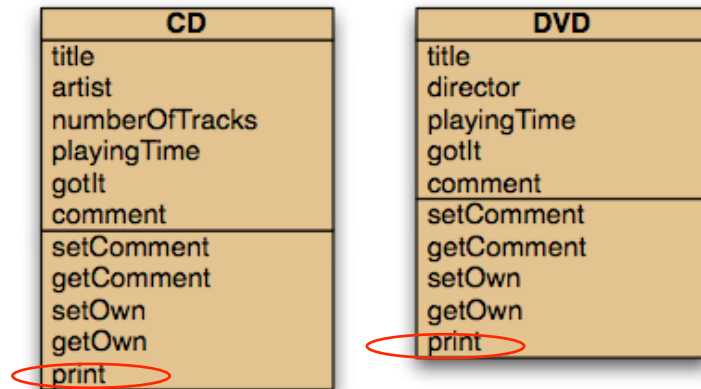 CD
title
artist
numberOfTracks
playingTime
gotIt
comment
setComment
getComment
setOwn
getOwn
print
DVD
title
director
playingTime
gotIt
comment
setComment
getComment
setOwn
getOwn
print